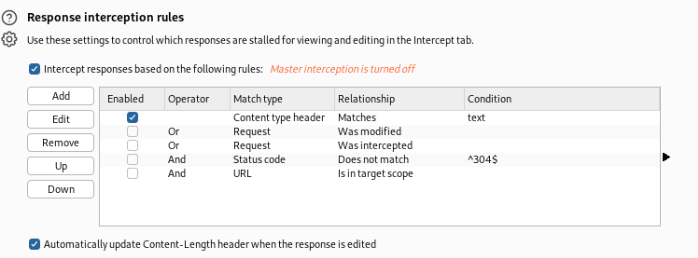 Response interception rules
Use these settings to control which responses are stalled for viewing and editing in the Intercept tab.
Intercept responses based on the following rules: Master interception is turned off
Add
Edit
Remove
Up
Down
Enabled Operator Match type Relationship Condition
Content type header Matches text
Or Request Was modified
Or Request Was intercepted
And Status code Does not match ^304$
And URL Is in target scope
Automatically update Content-Length header when the response is edited